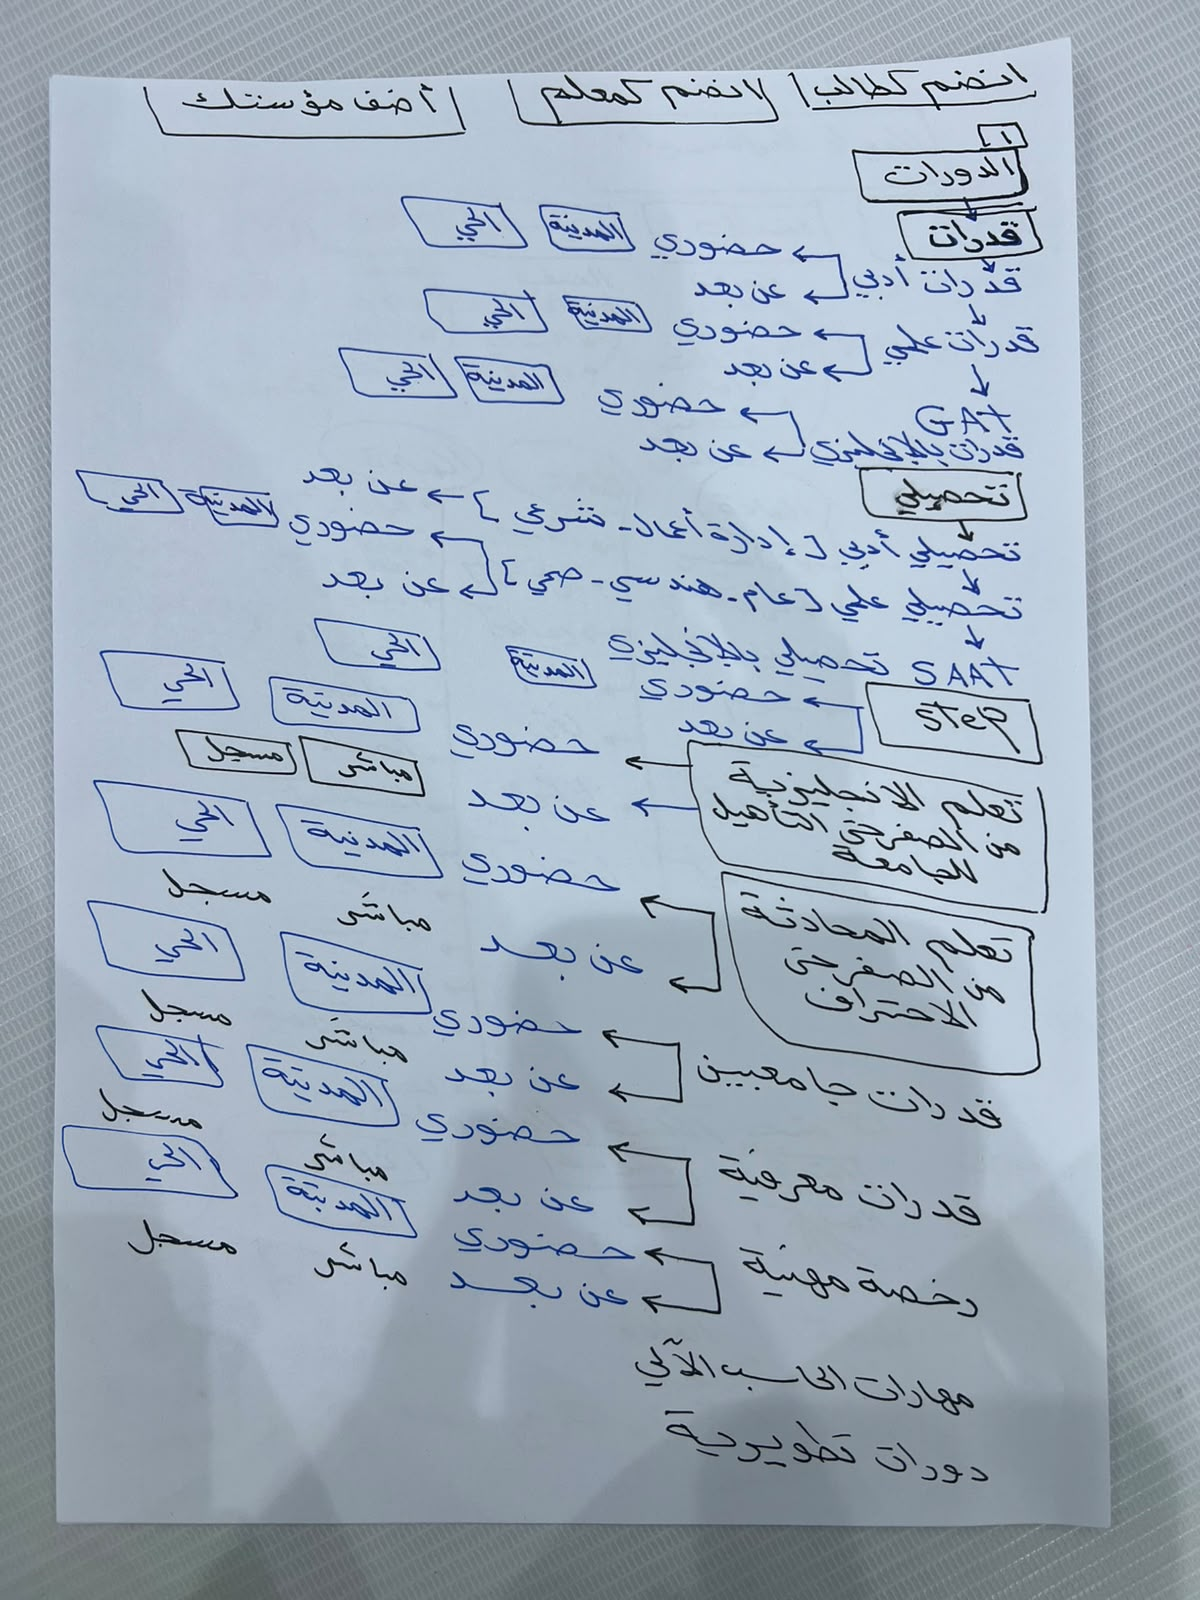 انضم كطالب لانضم كمعلم أضف مؤسستك
١
الدورات
قدرات
حضوري المدينة الحي
قدرات أدبي
عن بعد
حضوري المدينة الحي
قدرات علمي
عن بعد
GAT
حضوري المدينة الحي
قدرات بالإنجليزي عن بعد
تحصيلي
تحصيلي أدبي [إدارة أعمال - شرعي] عن بعد
حضوري المدينة الحي
تحصيلي علمي [عام - هندسي - صحي] عن بعد
SAAT تحصيلي بالإنجليزي
حضوري المدينة الحي
عن بعد
STeP
تعلم الانجليزية
من الصفر حتى التأهيل
للجامعة
حضوري المدينة الحي
عن بعد مباشر مسجل
تعلم المحادثة
من الصفر حتى
الاحتراف
حضوري المدينة الحي
عن بعد مباشر مسجل
قدرات جامعيين
حضوري المدينة الحي
عن بعد مباشر مسجل
قدرات معرفية
حضوري المدينة الحي
عن بعد مباشر مسجل
رخصة مهنية
حضوري المدينة الحي
عن بعد مباشر مسجل
مهارات الحاسب الآلي
دورات تطويرية